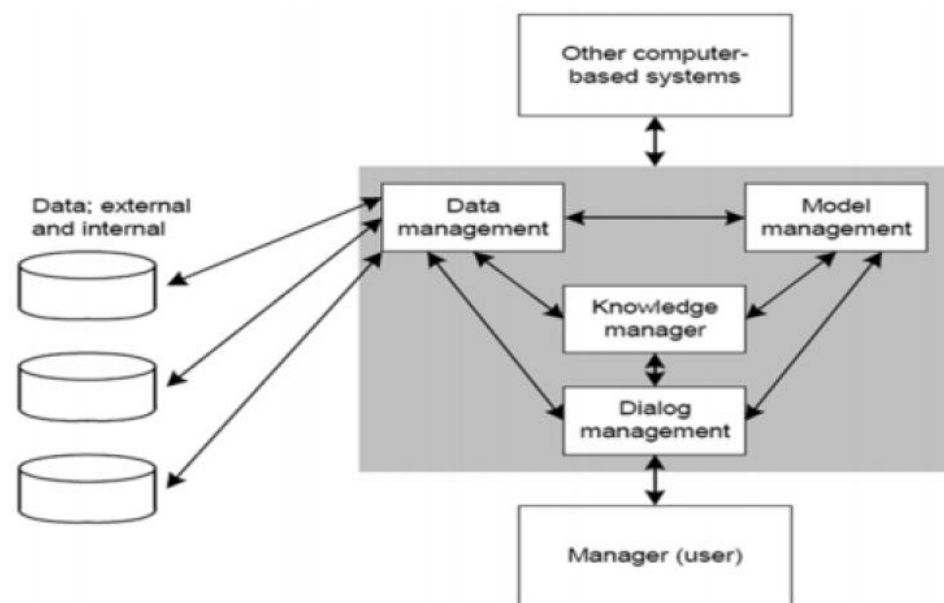 Other computer-
based systems
Data; external
and internal
Data
management
Model
management
Knowledge
manager
Dialog
management
Manager (user)